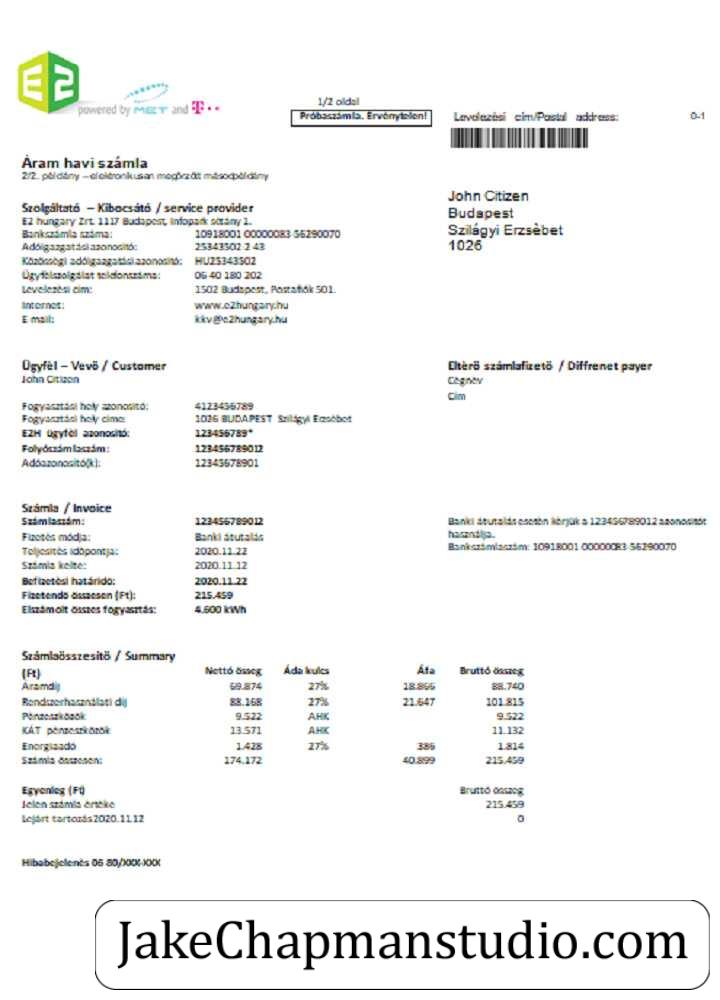 E2
powered by MET and T
1/2 oldal
Próbaszámla. Érvénytelen!
Levelezési cím/Postal address: 0-1
Áram havi számla
2/2. példány – elektronikusan megőrzött másodpéldány
John Citizen
Budapest
Szilágyi Erzsèbet
1026
Szolgáltató – Kibocsátó / service provider
E2 hungary Zrt. 1117 Budapest, Infopark sétány 1.
Bankszámla száma: 10918001 00000083 56290070
Adóigazgatási azonosító: 25343502 2 43
Közösségi adóigazgatási azonosító: HU25343502
Ügyfélszolgálat telefonszáma: 06 40 180 202
Levelezési cím: 1502 Budapest, Postafiók 501.
Internet: www.e2hungary.hu
E mail: kkv@e2hungary.hu
Ügyfél – Vevő / Customer
John Citizen
Eltérő számlafizető / Diffrenet payer
Cégnév
Cím
Fogyasztási hely azonosító: 4123456789
Fogyasztási hely címe: 1026 BUDAPEST Szilágyi Erzsébet
E2H ügyfél azonosító: 123456789*
Folyószámlaszám: 123456789012
Adóazonosító(k): 12345678901
Számla / Invoice
Számlaszám: 123456789012
Fizetés módja: Banki átutalás
Teljesítés időpontja: 2020.11.22
Számla kelte: 2020.11.12
Befizetési határidő: 2020.11.22
Fizetendő összesen (Ft): 215.459
Elszámolt összes fogyasztás: 4.600 kWh
Banki átutalás esetén kérjük a 123456789012 azonosítót
használja.
Bankszámlaszám: 10918001 00000083 56290070
Számlaösszesítő / Summary
(Ft) Nettó össeg Áda kulcs Áfa Bruttó összeg
Áramdíj 69.874 27% 18.866 88.740
Rendszerhasználati díj 88.168 27% 21.647 101.815
Pénzeszközök 9.522 AHK 9.522
KÁT pénzeszközök 13.571 AHK 11.132
Energiaadó 1.428 27% 386 1.814
Számla összesen: 174.172 40.899 215.459
Egyenleg (Ft) Bruttó összeg
Jelen számla értéke 215.459
Lejárt tartozás 2020.11.12 0
Hibabejelenés 06 80/XXX-XXX
JakeChapmanstudio.com